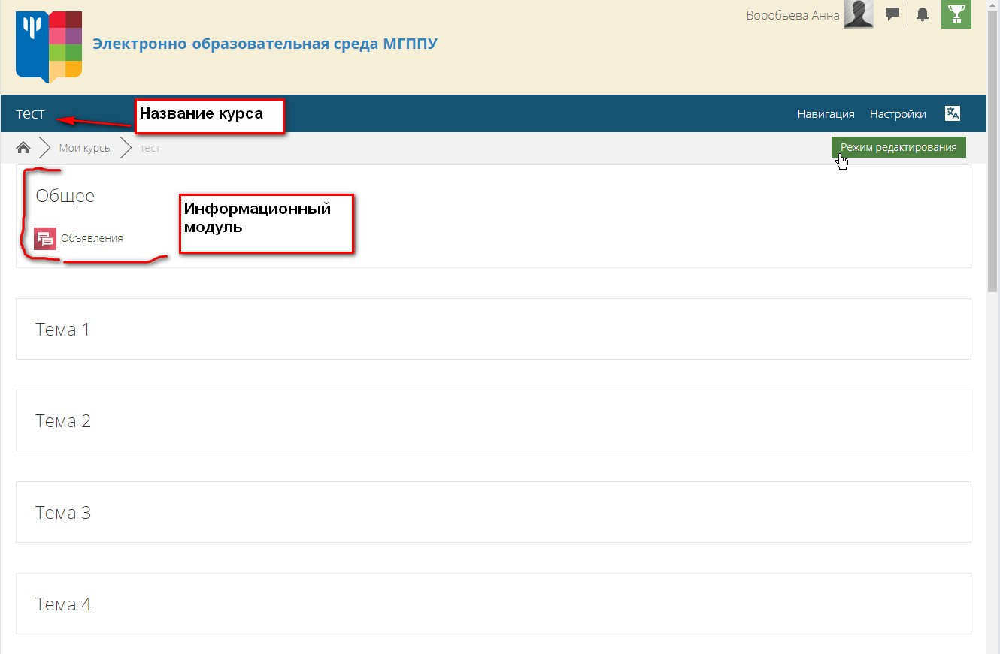 Воробьева Анна
Электронно-образовательная среда МГППУ
тест
Название курса
Навигация
Настройки
Мои курсы
тест
Режим редактирования
Общее
Информационный
модуль
Объявления
Тема 1
Тема 2
Тема 3
Тема 4